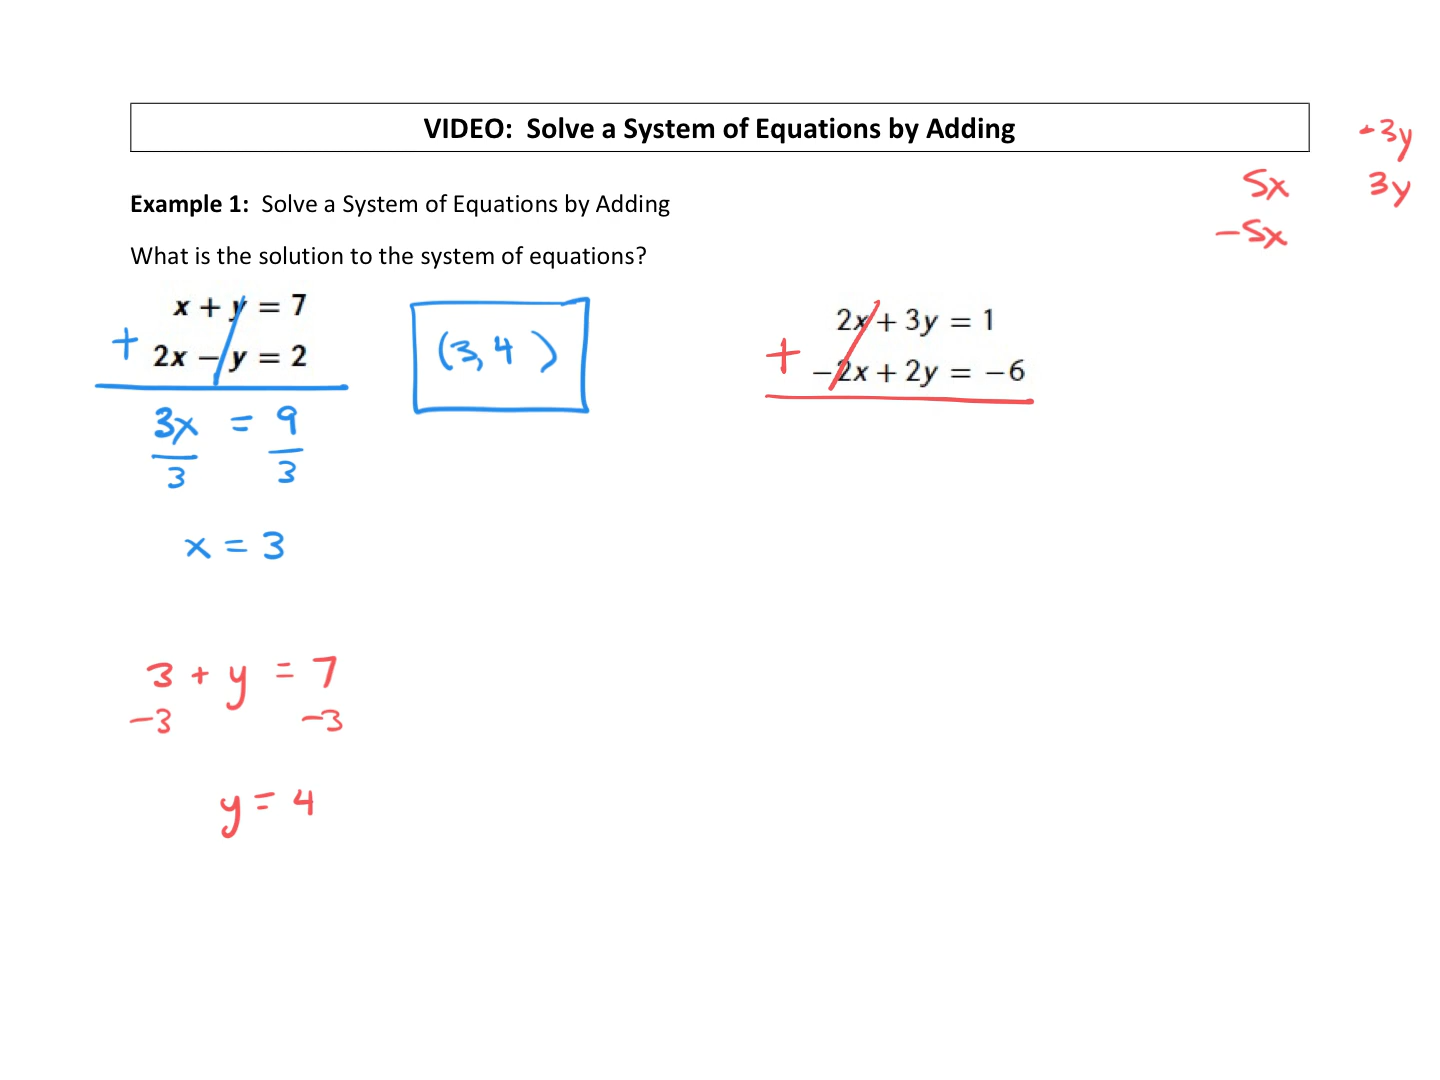 VIDEO: Solve a System of Equations by Adding
-3y
5x 3y
-5x
Example 1: Solve a System of Equations by Adding
What is the solution to the system of equations?
x + y = 7
+ 2x - y = 2
3x = 9
3 3
x = 3
(3, 4)
3 + y = 7
-3 -3
y = 4
2x + 3y = 1
+ -2x + 2y = -6